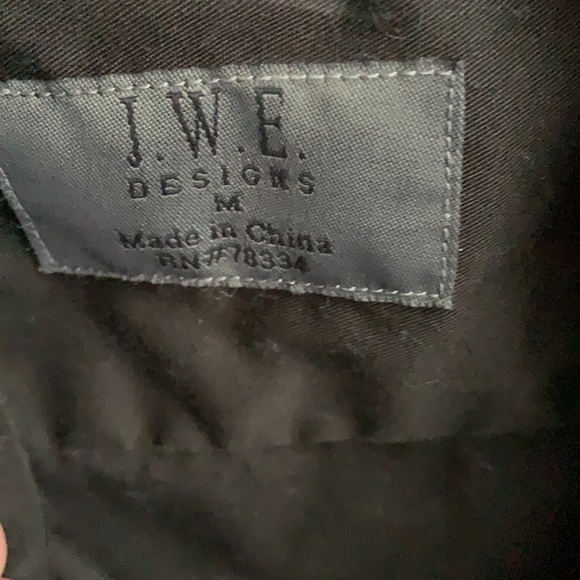 J.W.E.
DESIGNS
M
Made in China
RN#78334